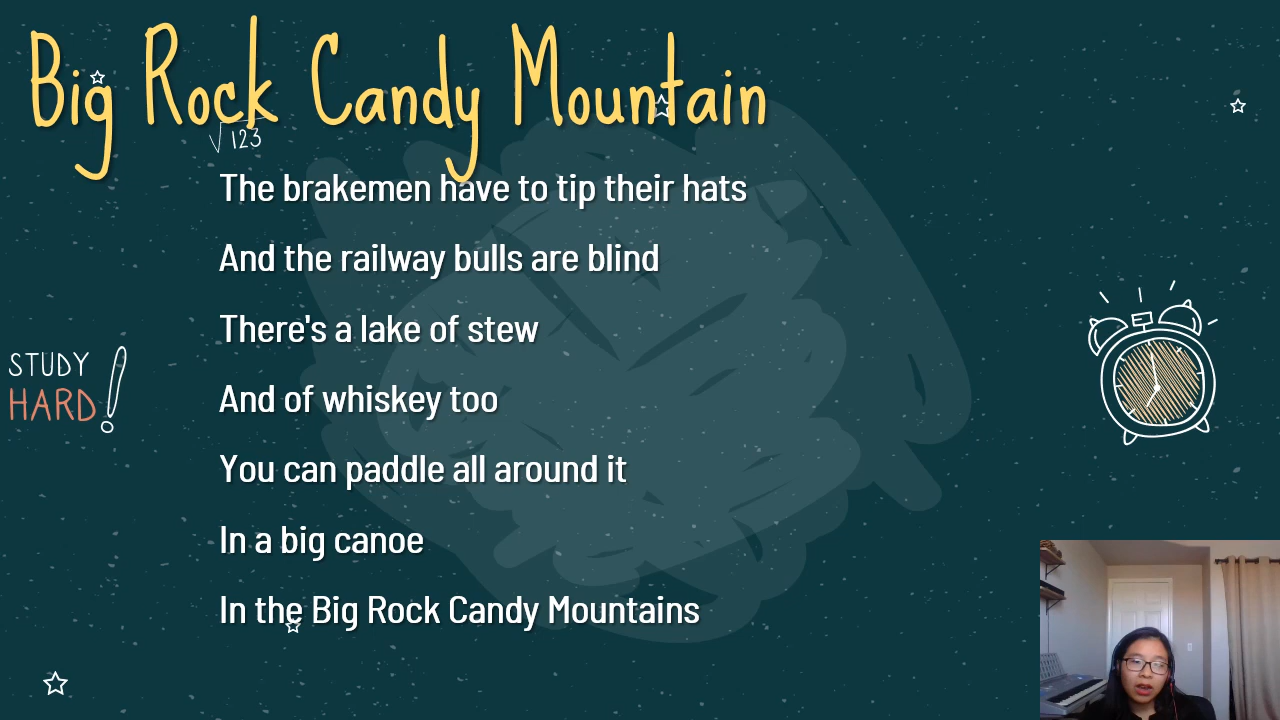 Big Rock Candy Mountain
√123
The brakemen have to tip their hats
And the railway bulls are blind
There's a lake of stew
And of whiskey too
You can paddle all around it
In a big canoe
In the Big Rock Candy Mountains
STUDY
HARD!